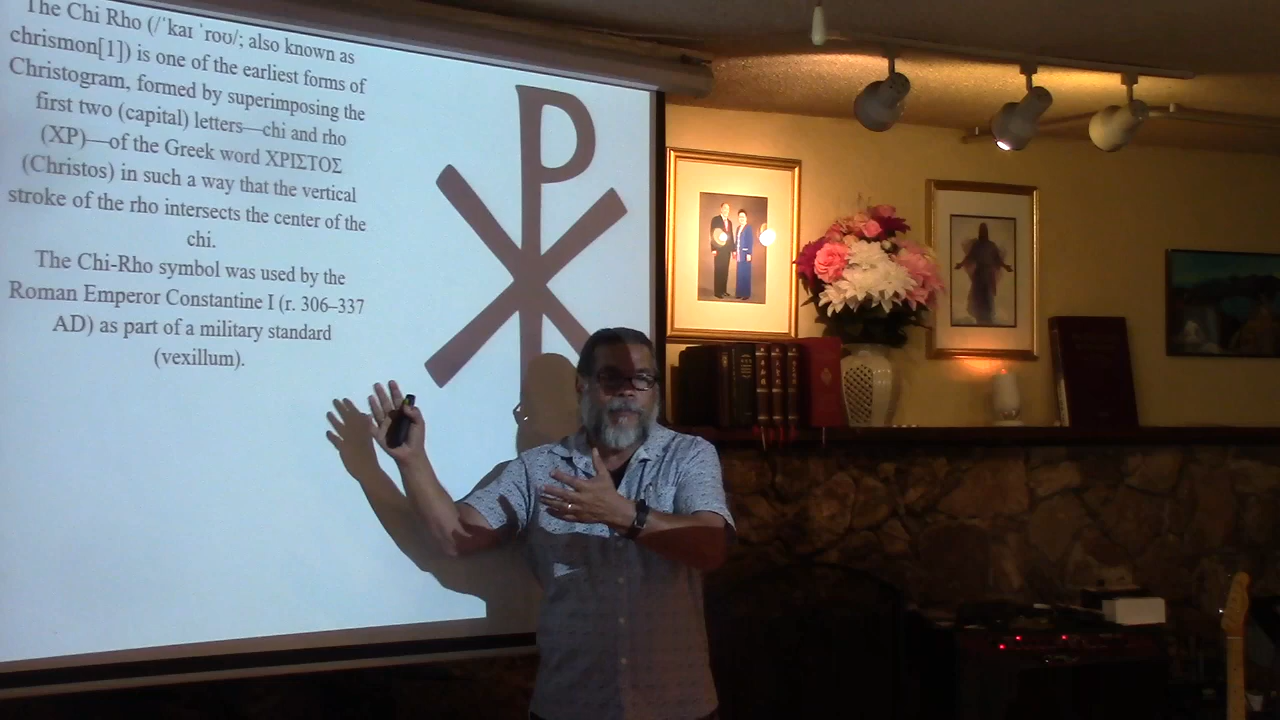 The Chi Rho (/ˈkaɪ ˈroʊ/; also known as
chrismon[1]) is one of the earliest forms of
Christogram, formed by superimposing the
first two (capital) letters—chi and rho
(ΧΡ)—of the Greek word ΧΡΙΣΤΟΣ
(Christos) in such a way that the vertical
stroke of the rho intersects the center of the
chi.
The Chi-Rho symbol was used by the
Roman Emperor Constantine I (r. 306–337
AD) as part of a military standard
(vexillum).